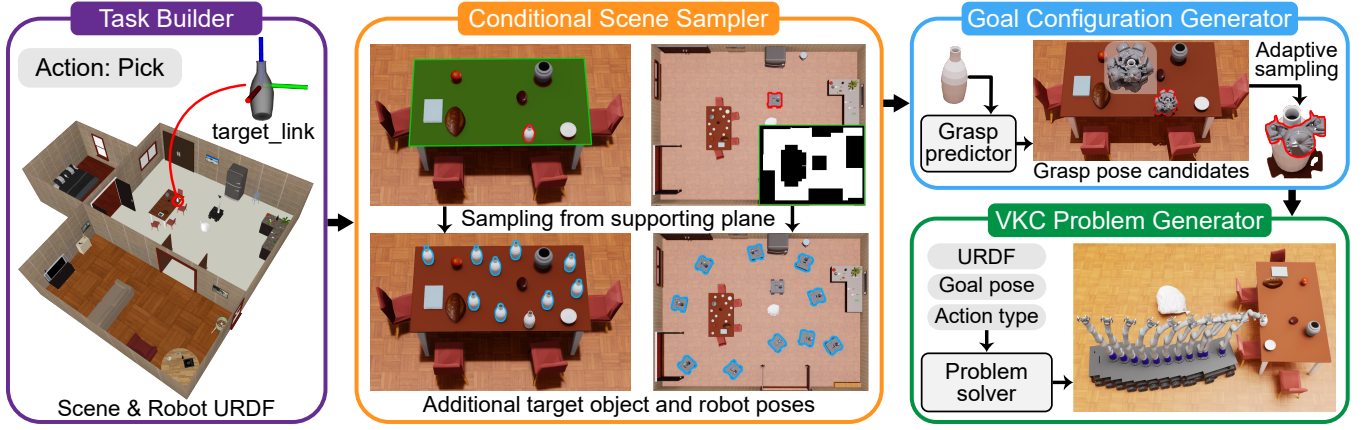 Task Builder
Action: Pick
target_link
Scene & Robot URDF
Conditional Scene Sampler
Sampling from supporting plane
Additional target object and robot poses
Goal Configuration Generator
Grasp
predictor
Grasp pose candidates
Adaptive
sampling
VKC Problem Generator
URDF
Goal pose
Action type
Problem
solver